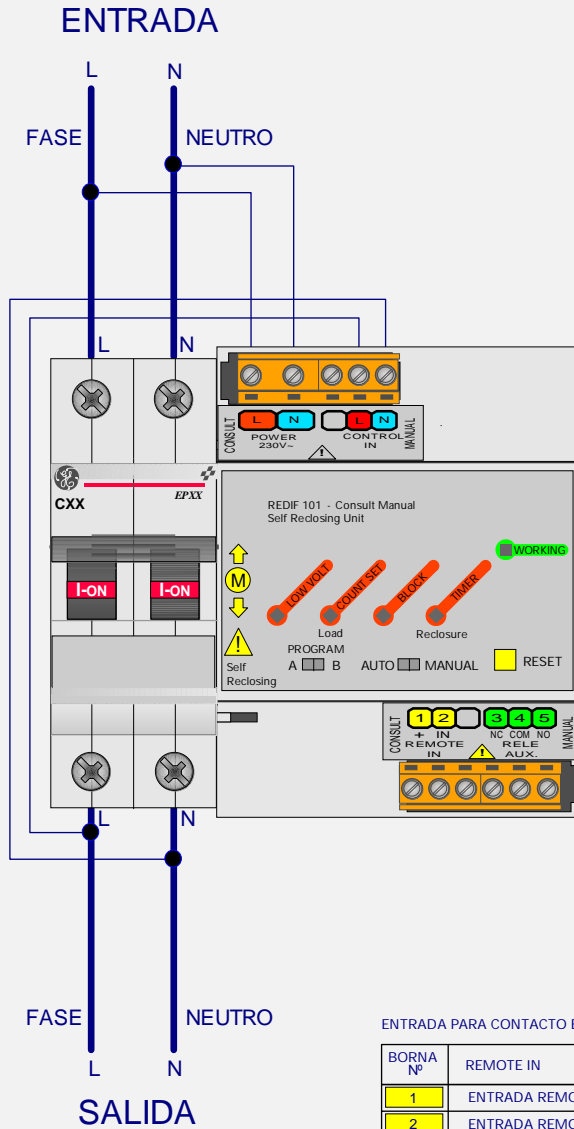 ENTRADA
L N
FASE NEUTRO
L N
CONSULT L N L N MANUAL
POWER 230V~ ! CONTROL IN
CXX EPXX
REDIF 101 - Consult Manual
Self Reclosing Unit
WORKING
I-ON I-ON
M
LOW VOLT COUNT SET BLOCK TIMER
Load Reclosure
!
Self
Reclosing
PROGRAM
A B AUTO MANUAL RESET
CONSULT 1 2 3 4 5 MANUAL
+ IN NC COM NO
REMOTE IN ! RELE AUX.
L N
FASE NEUTRO
L N
SALIDA
ENTRADA PARA CONTACTO
BORNA Nº REMOTE IN
1 ENTRADA
2 ENTRADA